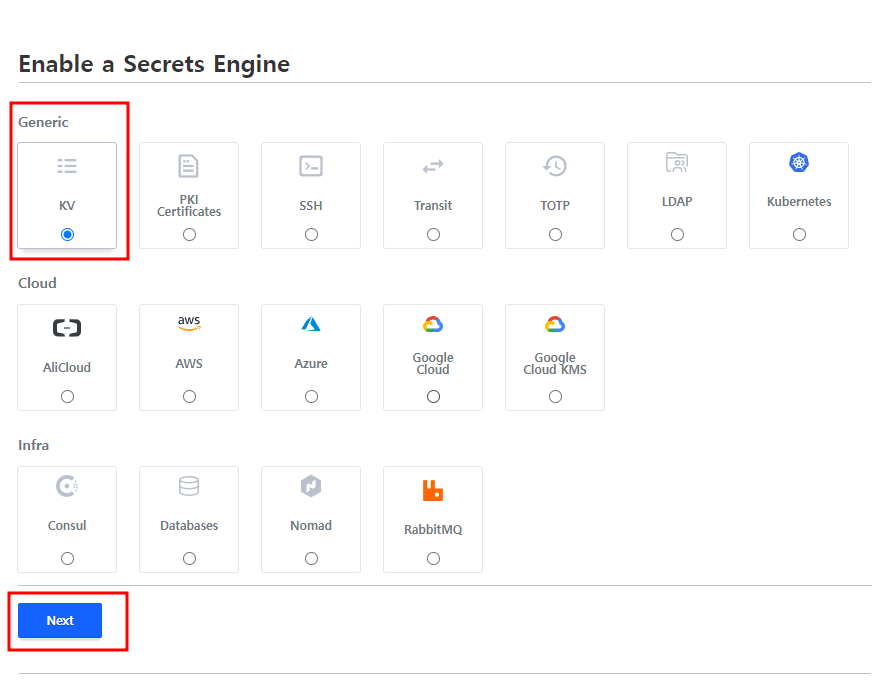 Enable a Secrets Engine
Generic
KV
PKI
Certificates
SSH
Transit
TOTP
LDAP
Kubernetes
Cloud
AliCloud
aws
AWS
Azure
Google
Cloud
Google
Cloud KMS
Infra
Consul
Databases
Nomad
RabbitMQ
Next